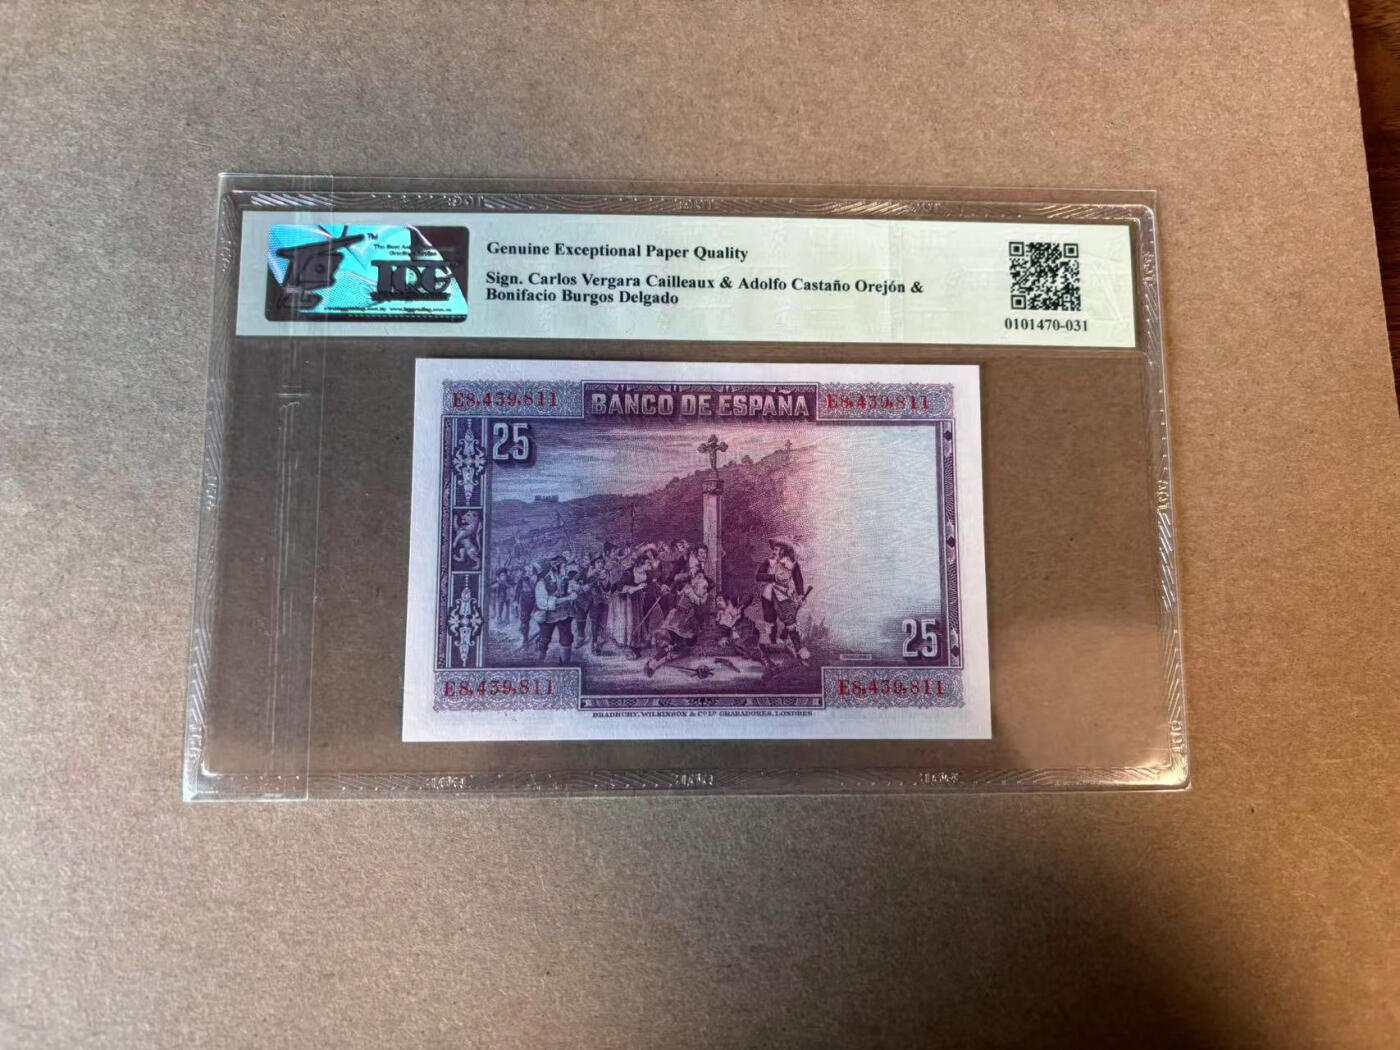 TM
IQG
Genuine Exceptional Paper Quality
Sign. Carlos Vergara Cailleaux & Adolfo Castaño Orejón &
Bonifacio Burgos Delgado
0101470-031
E8,439,811
BANCO DE ESPAÑA
E8,439,811
25
25
E8,439,811
E8,439,811
BRADBURY, WILKINSON & Cº Lᴰ GRABADORES, LONDRES